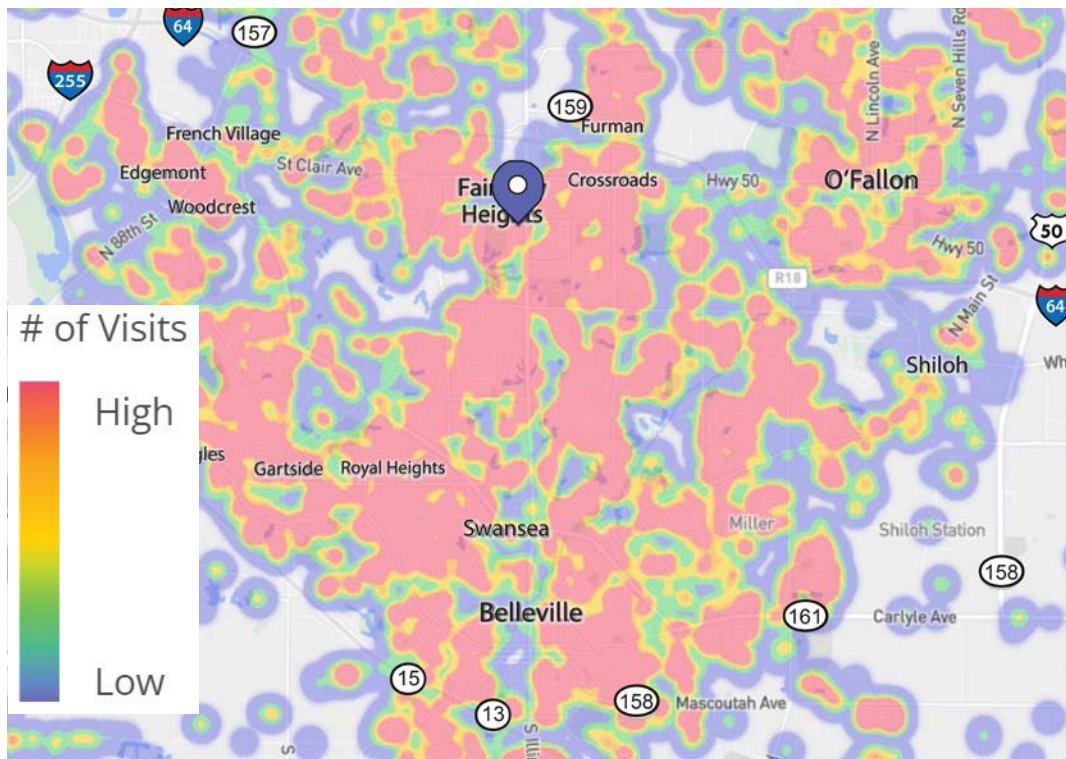 64
157
255
159
Furman
French Village
N Lincoln Ave
N Seven Hills Rd
St Clair Ave
Edgemont
Crossroads
Hwy 50
O'Fallon
Heights
Woodcrest
N 88th St
50
Hwy 50
R18
64
N Main St
# of Visits
High
Low
Shiloh
Gartside
Royal Heights
Swansea
Miller
Shiloh Station
158
Belleville
161
Carlyle Ave
15
13
158
Mascoutah Ave
S